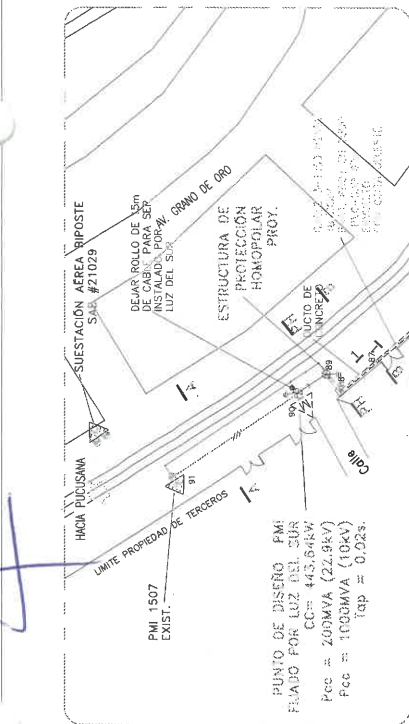 HACIA PUCUSANA
SUESTACIÓN AÉREA BIPOSTE
SAB #21029
DEJAR ROLLO DE 15m
DE CABLE PARA SER
INSTALADO POR
LUZ DEL SUR
AV. GRANO DE ORO
ESTRUCTURA DE
PROTECCIÓN
HOMOPOLAR
PROY.
DUCTO DE
CONCRETO
LIMITE PROPIEDAD DE TERCEROS
PMI 1507
EXIST.
91
90
89
87
Calle
PUNTO DE DISEÑO PMI
FIJADO POR LUZ DEL SUR
CC= 443.64kW
Pcc = 200MVA (22.9kV)
Pcc = 1000MVA (10kV)
Tap = 0.02s.